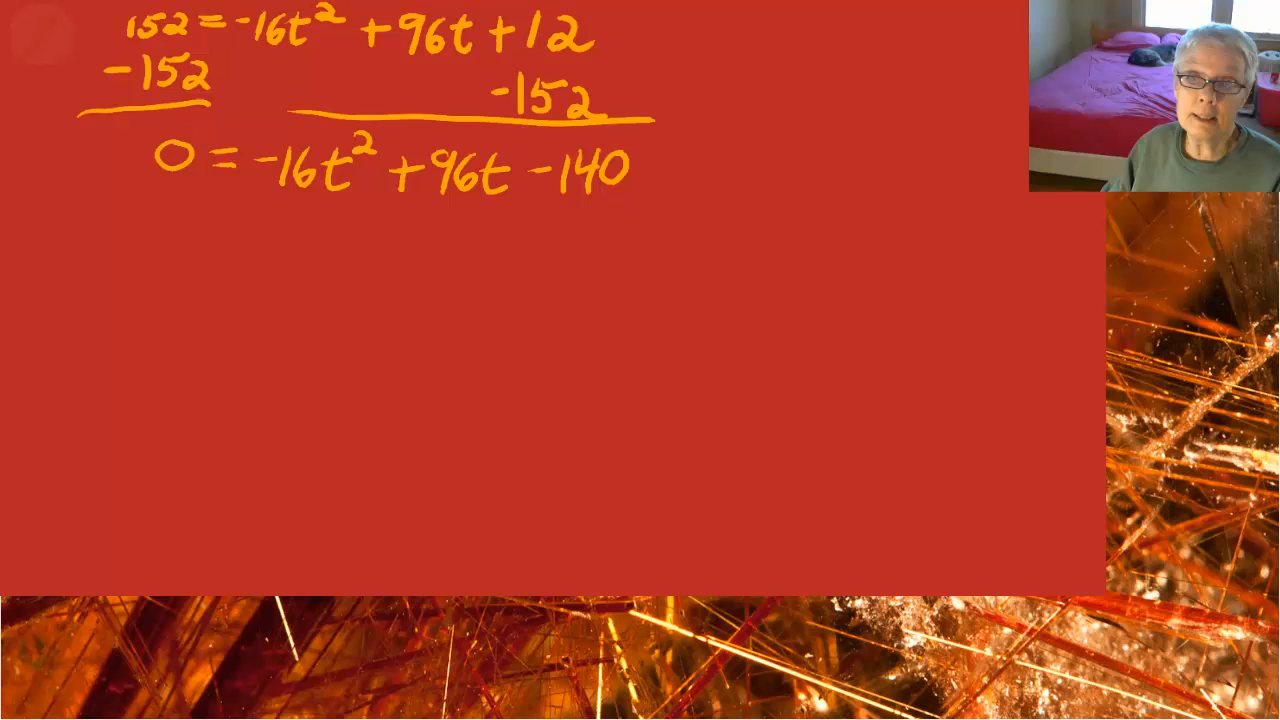 152 = -16t² + 96t + 12
-152 -152
0 = -16t² + 96t - 140